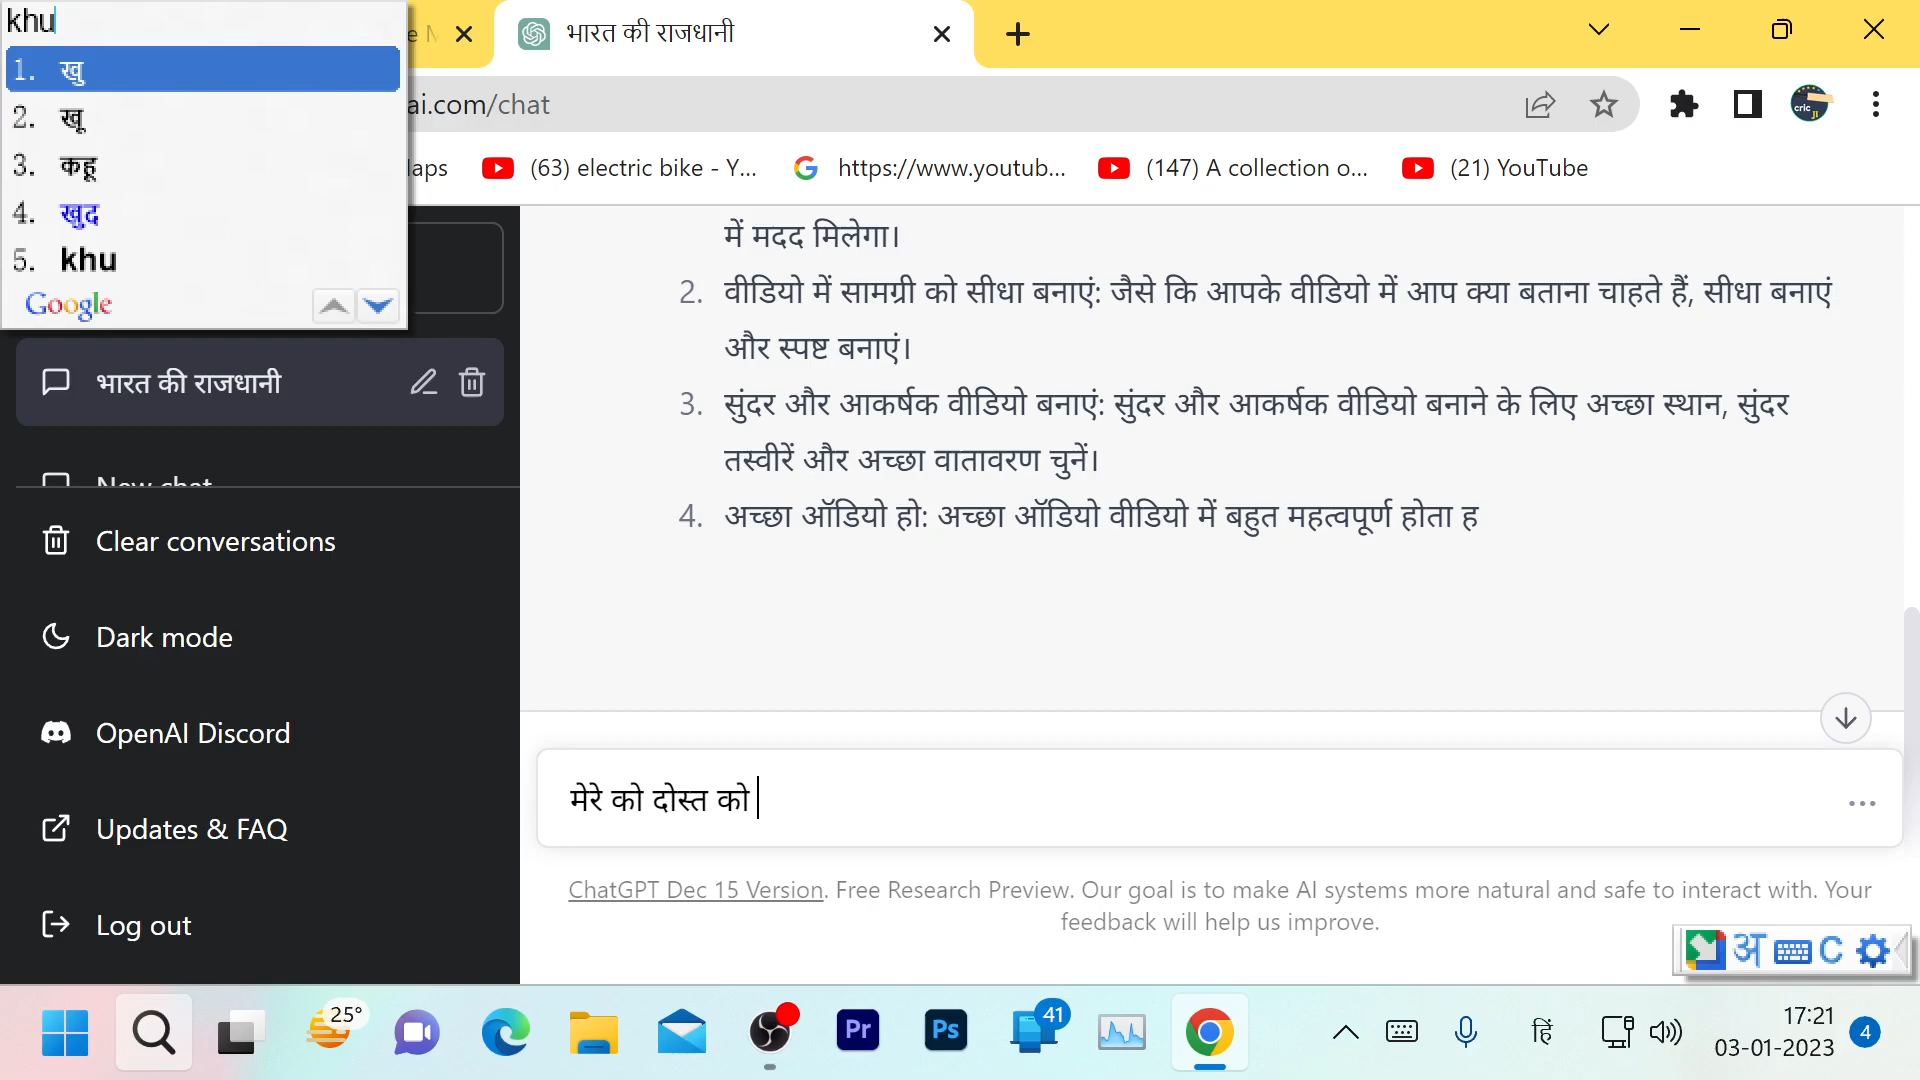 khu
1. खु
2. खू
3. कहू
4. खुद
5. khu
Google
भारत की राजधानी
ai.com/chat
(63) electric bike - Y...
https://www.youtub...
(147) A collection o...
(21) YouTube
भारत की राजधानी
New chat
Clear conversations
Dark mode
OpenAI Discord
Updates & FAQ
Log out
में मदद मिलेगा।
2. वीडियो में सामग्री को सीधा बनाएं: जैसे कि आपके वीडियो में आप क्या बताना चाहते हैं, सीधा बनाएं
और स्पष्ट बनाएं।
3. सुंदर और आकर्षक वीडियो बनाएं: सुंदर और आकर्षक वीडियो बनाने के लिए अच्छा स्थान, सुंदर
तस्वीरें और अच्छा वातावरण चुनें।
4. अच्छा ऑडियो हो: अच्छा ऑडियो वीडियो में बहुत महत्वपूर्ण होता ह
मेरे को दोस्त को
ChatGPT Dec 15 Version. Free Research Preview. Our goal is to make AI systems more natural and safe to interact with. Your
feedback will help us improve.
अ
25°
Pr
Ps
41
हिं
17:21
03-01-2023
4